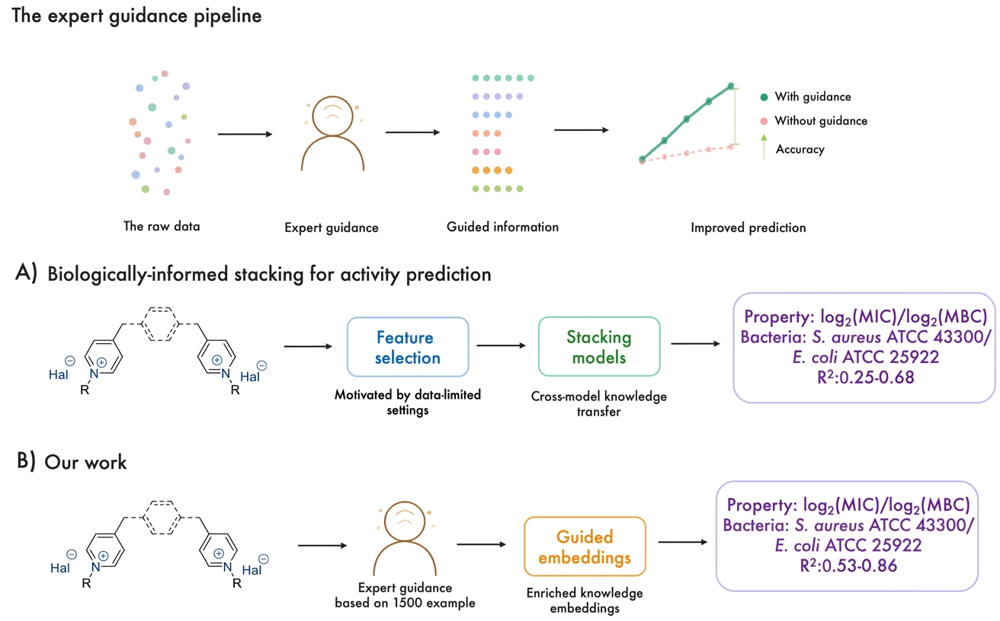 The expert guidance pipeline
With guidance
Without guidance
Accuracy
The raw data
Expert guidance
Guided information
Improved prediction
A) Biologically-informed stacking for activity prediction
Hal ⊖
N ⊕
R
N ⊕
Hal ⊖
R
Feature
selection
Motivated by data-limited
settings
Stacking
models
Cross-model knowledge
transfer
Property: log₂(MIC)/log₂(MBC)
Bacteria: S. aureus ATCC 43300/
E. coli ATCC 25922
R²:0.25-0.68
B) Our work
Hal ⊖
N ⊕
R
N ⊕
Hal ⊖
R
Expert guidance
based on 1500 example
Guided
embeddings
Enriched knowledge
embeddings
Property: log₂(MIC)/log₂(MBC)
Bacteria: S. aureus ATCC 43300/
E. coli ATCC 25922
R²:0.53-0.86